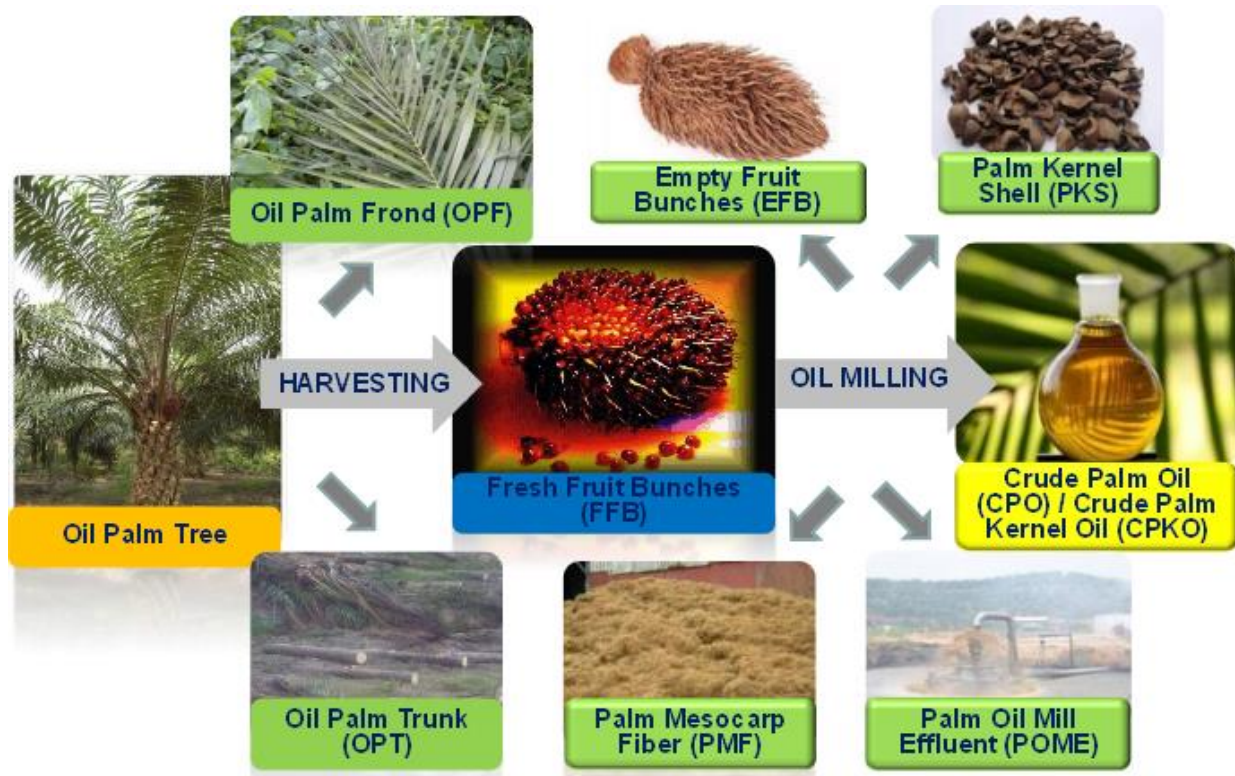 Oil Palm Frond (OPF)
Empty Fruit
Bunches (EFB)
Palm Kernel
Shell (PKS)
Oil Palm Tree
HARVESTING
Fresh Fruit Bunches
(FFB)
OIL MILLING
Crude Palm Oil
(CPO) / Crude Palm
Kernel Oil (CPKO)
Oil Palm Trunk
(OPT)
Palm Mesocarp
Fiber (PMF)
Palm Oil Mill
Effluent (POME)